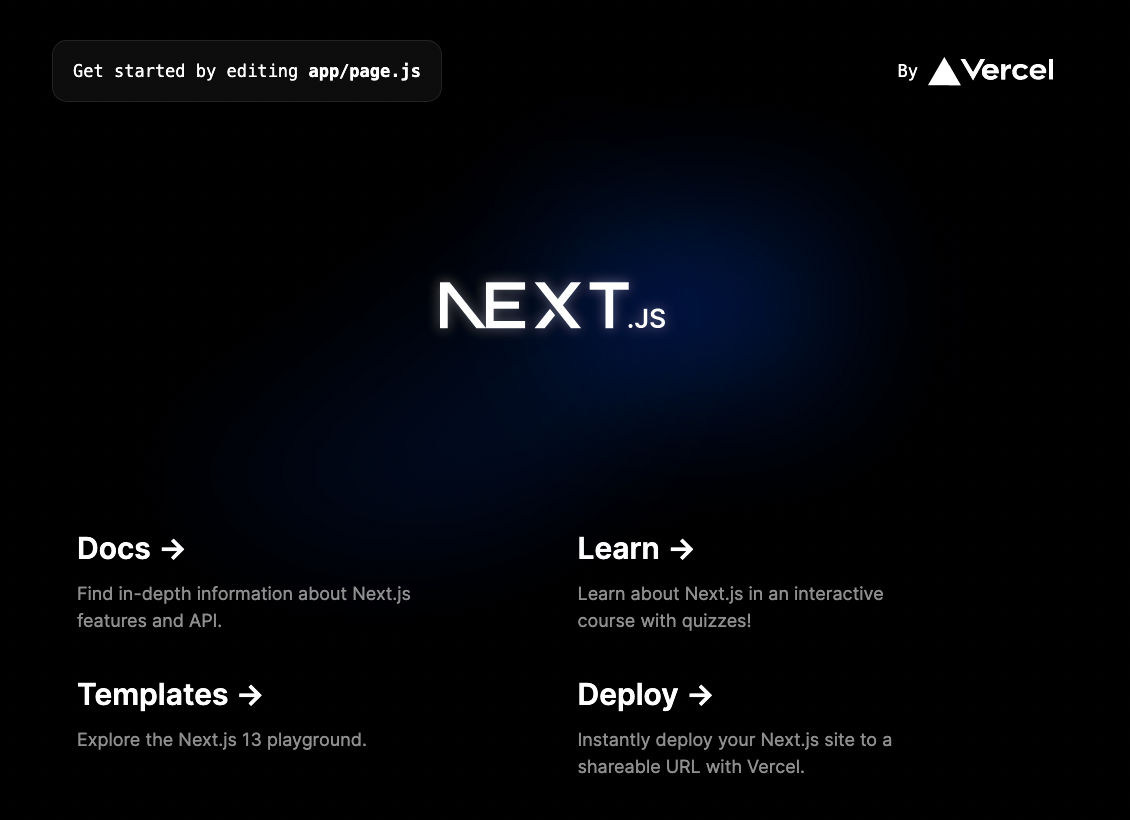 Get started by editing app/page.js
By Vercel
NEXT.JS
Docs →
Find in-depth information about Next.js
features and API.
Learn →
Learn about Next.js in an interactive
course with quizzes!
Templates →
Explore the Next.js 13 playground.
Deploy →
Instantly deploy your Next.js site to a
shareable URL with Vercel.